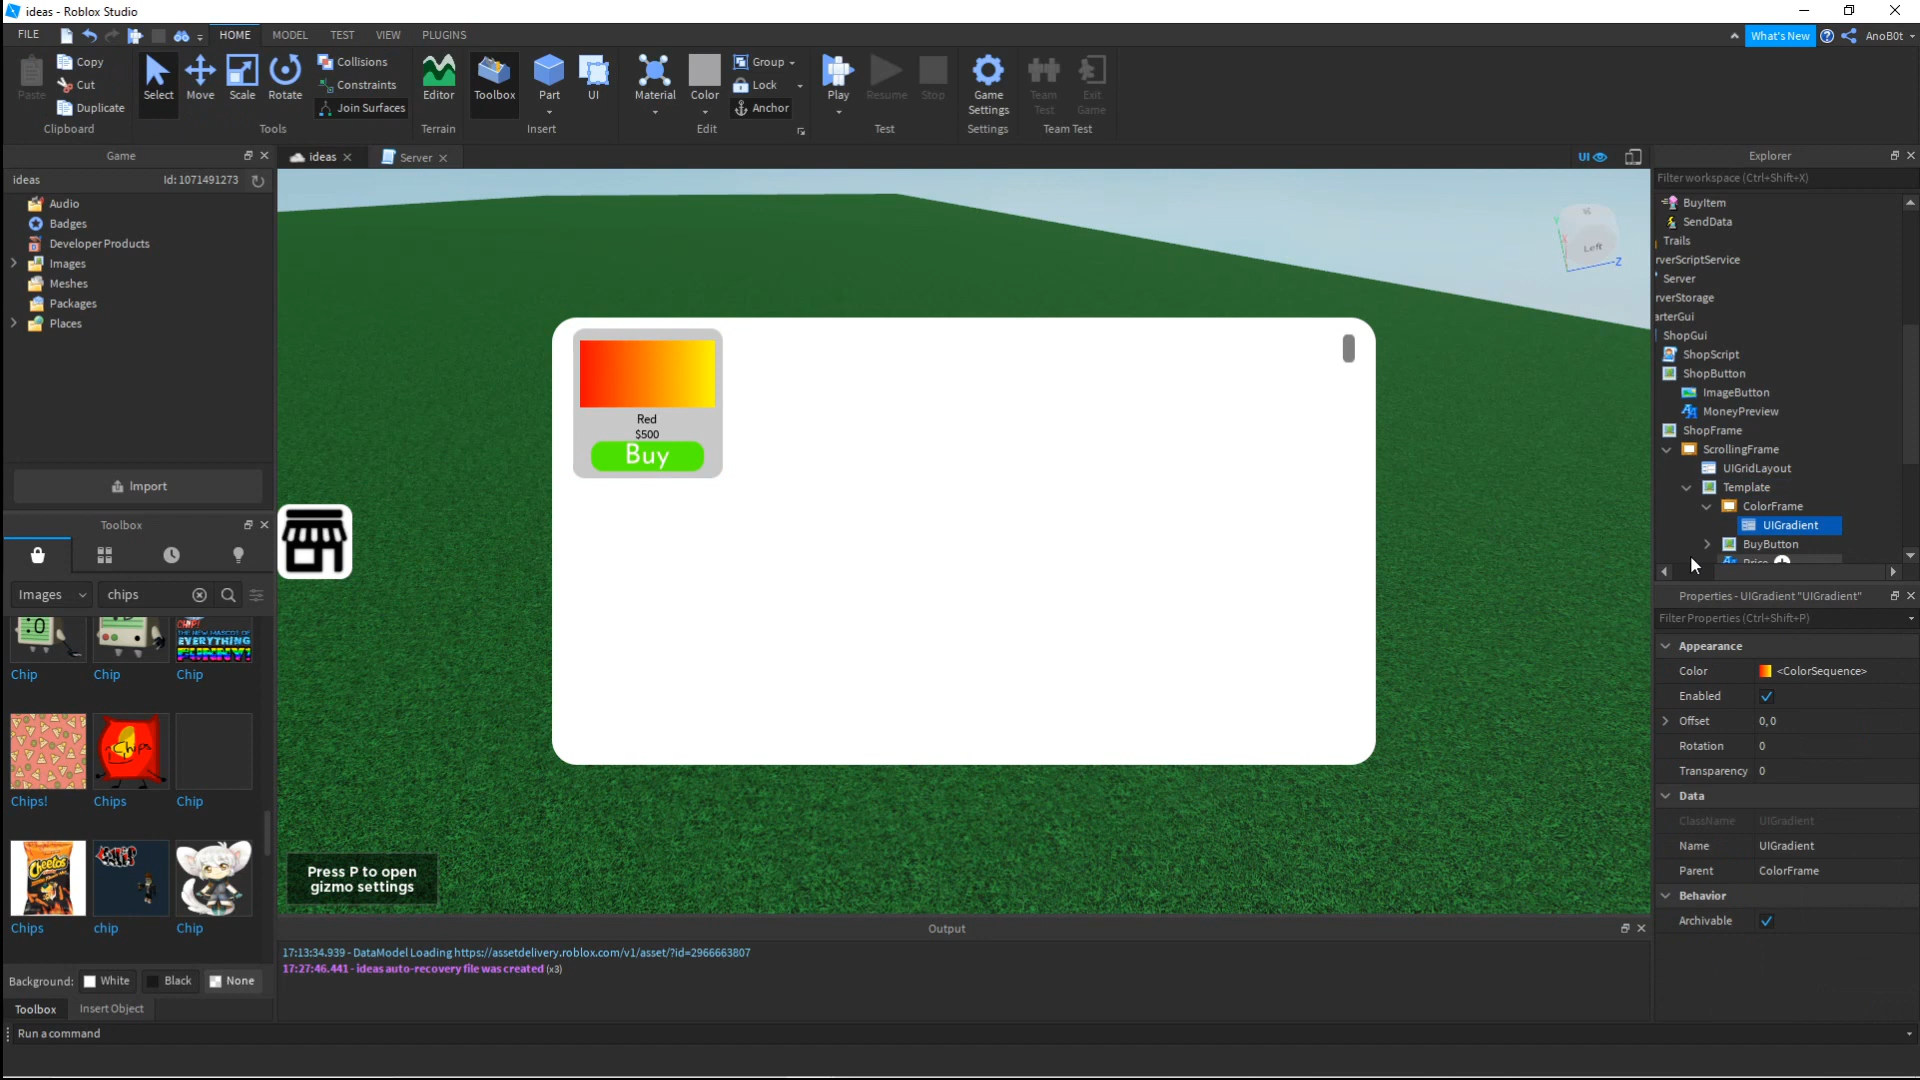 ideas - Roblox Studio
FILE
HOME
MODEL
TEST
VIEW
PLUGINS
What's New
AnoB0t
Paste
Copy
Cut
Duplicate
Clipboard
Select
Move
Scale
Rotate
Collisions
Constraints
Join Surfaces
Tools
Editor
Terrain
Toolbox
Part
UI
Insert
Material
Color
Group
Lock
Anchor
Edit
Play
Resume
Stop
Test
Game
Settings
Settings
Team
Test
Exit
Game
Team Test
Game
ideas
Id: 1071491273
Audio
Badges
Developer Products
Images
Meshes
Packages
Places
Import
Toolbox
Images
chips
EVERYTHING
FUNNY!
Chip
Chip
Chip
Chips
Chips!
Chips
Chip
Cheetos
Chips
chip
Chip
Background:
White
Black
None
Toolbox
Insert Object
Run a command
ideas
Server
UI
Left
Red
$500
Buy
Press P to open
gizmo settings
Output
17:13:34.939 - DataModel Loading https://assetdelivery.roblox.com/v1/asset/?id=2966663807
17:27:46.441 - ideas auto-recovery file was created (x3)
Explorer
Filter workspace (Ctrl+Shift+X)
BuyItem
SendData
Trails
rverScriptService
Server
rverStorage
arterGui
ShopGui
ShopScript
ShopButton
ImageButton
MoneyPreview
ShopFrame
ScrollingFrame
UIGridLayout
Template
ColorFrame
UIGradient
BuyButton
Properties - UIGradient "UIGradient"
Filter Properties (Ctrl+Shift+P)
Appearance
Color
<ColorSequence>
Enabled
Offset
0, 0
Rotation
0
Transparency
0
Data
ClassName
UIGradient
Name
UIGradient
Parent
ColorFrame
Behavior
Archivable